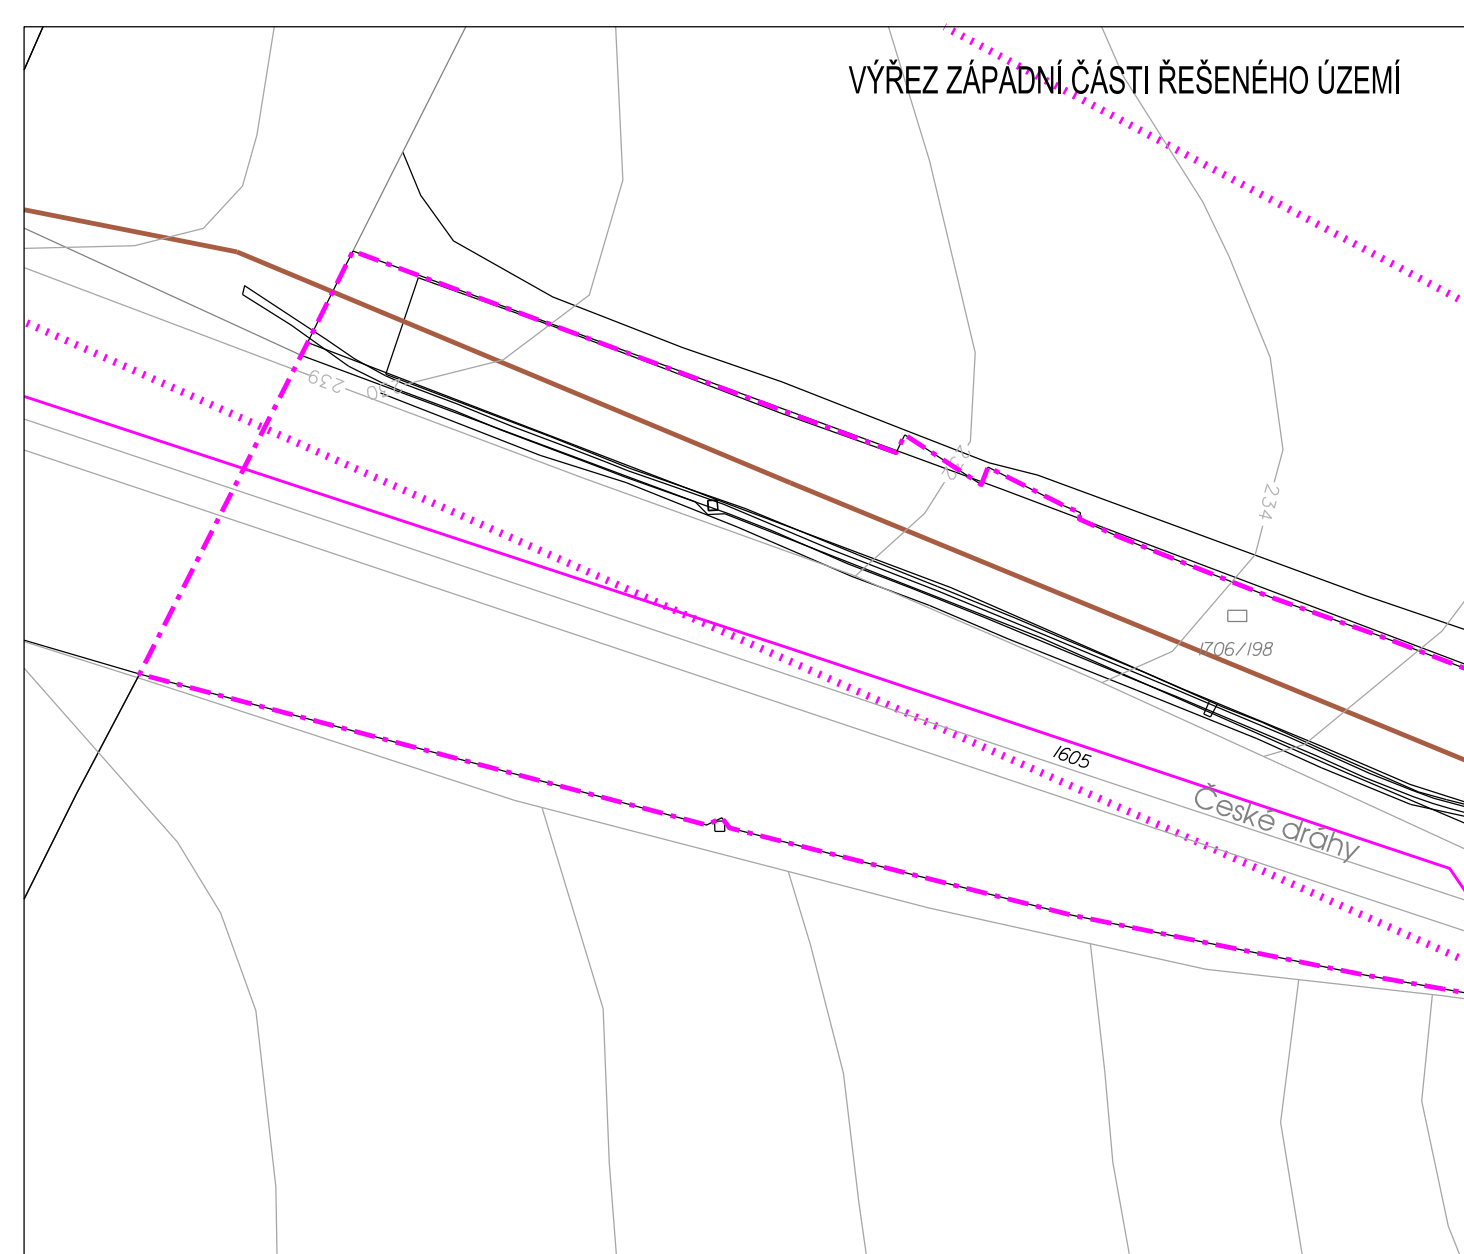 VÝŘEZ ZÁPADNÍ ČÁSTI ŘEŠENÉHO ÚZEMÍ
239
234
1706/198
1605
České dráhy